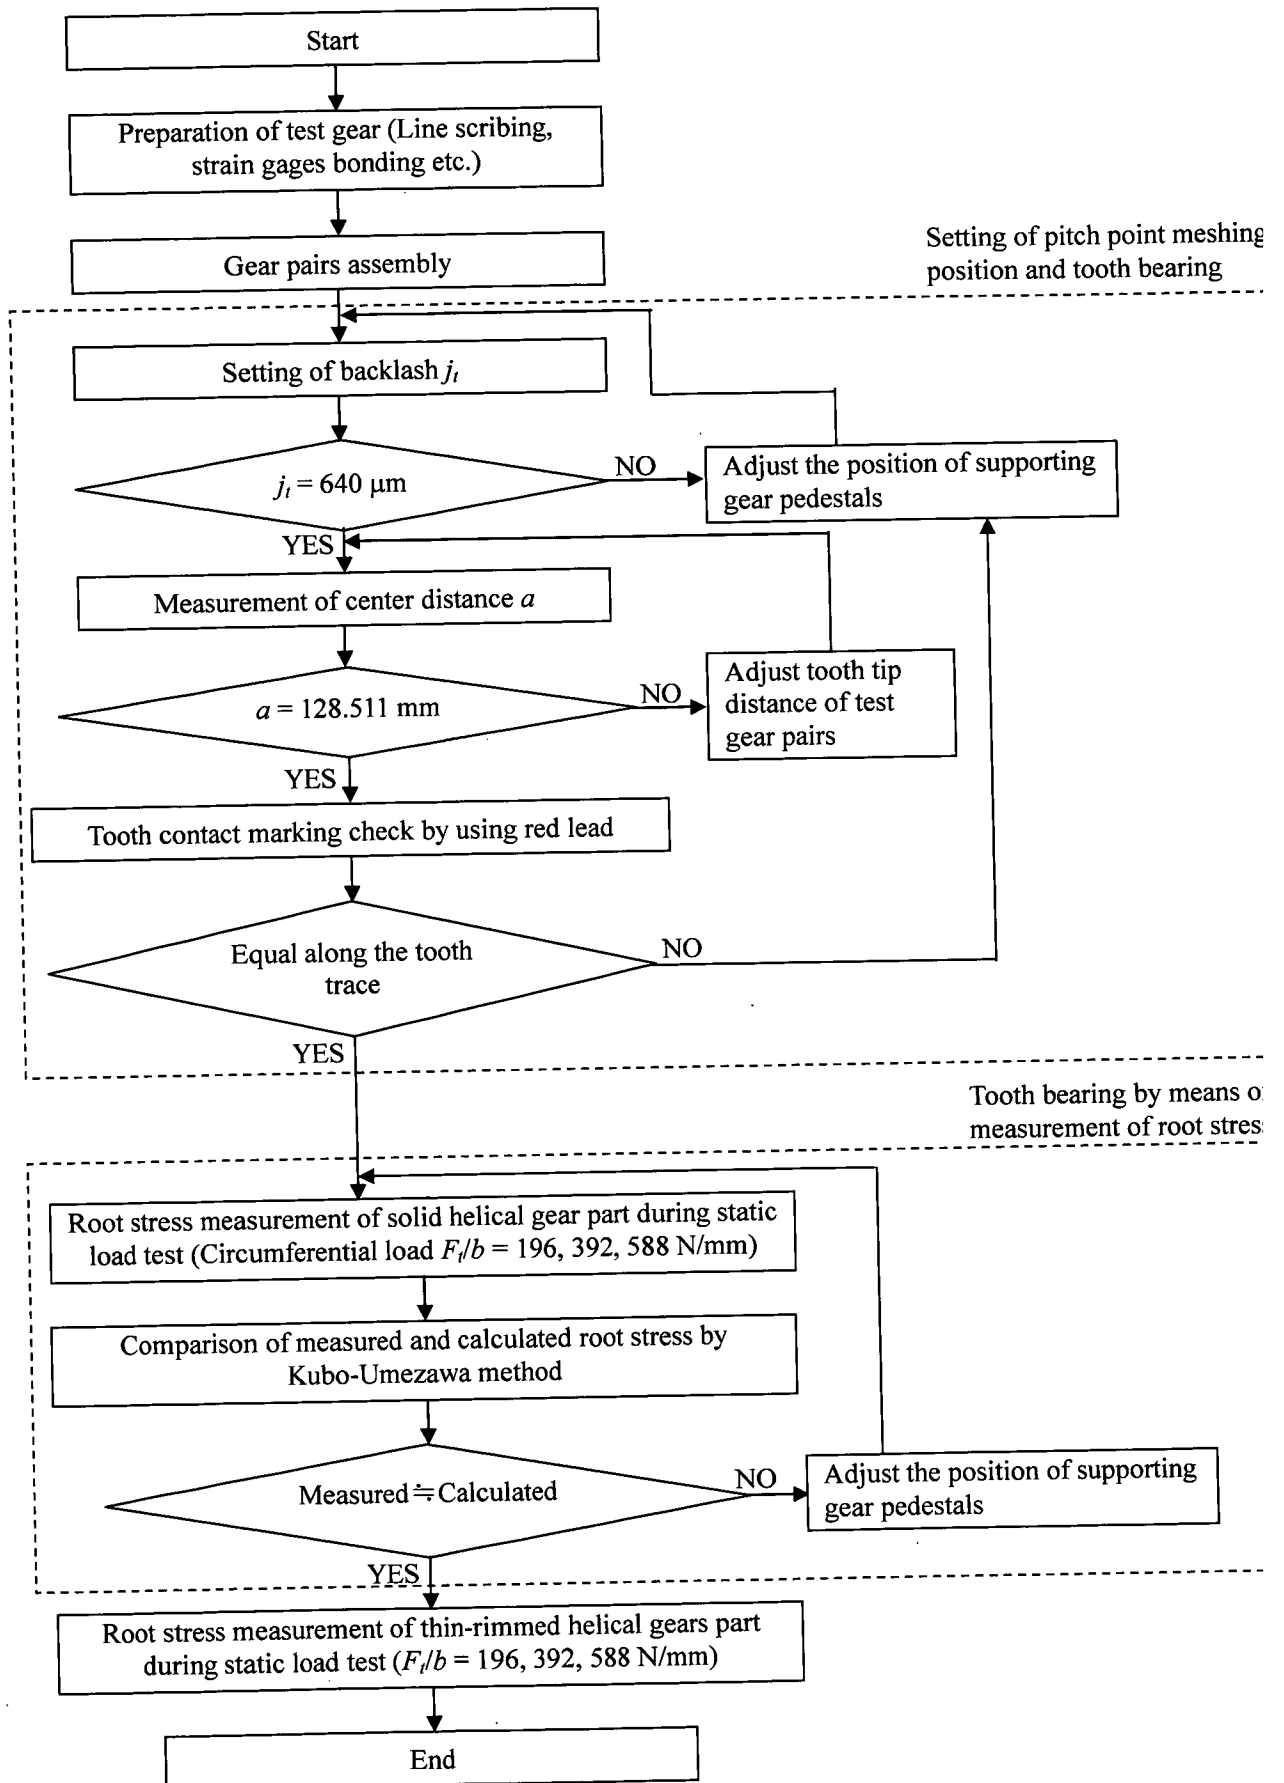 Start
Preparation of test gear (Line scribing,
strain gages bonding etc.)
Gear pairs assembly
Setting of pitch point meshing
position and tooth bearing
Setting of backlash jt
jt = 640 μm
NO
Adjust the position of supporting
gear pedestals
YES
Measurement of center distance a
a = 128.511 mm
NO
Adjust tooth tip
distance of test
gear pairs
YES
Tooth contact marking check by using red lead
Equal along the tooth
trace
NO
YES
Tooth bearing by means
measurement of root
Root stress measurement of solid helical gear part during static
load test (Circumferential load Ft/b = 196, 392, 588 N/mm)
Comparison of measured and calculated root stress by
Kubo-Umezawa method
Measured≒Calculated
NO
Adjust the position of supporting
gear pedestals
YES
Root stress measurement of thin-rimmed helical gears part
during static load test (Ft/b = 196, 392, 588 N/mm)
End